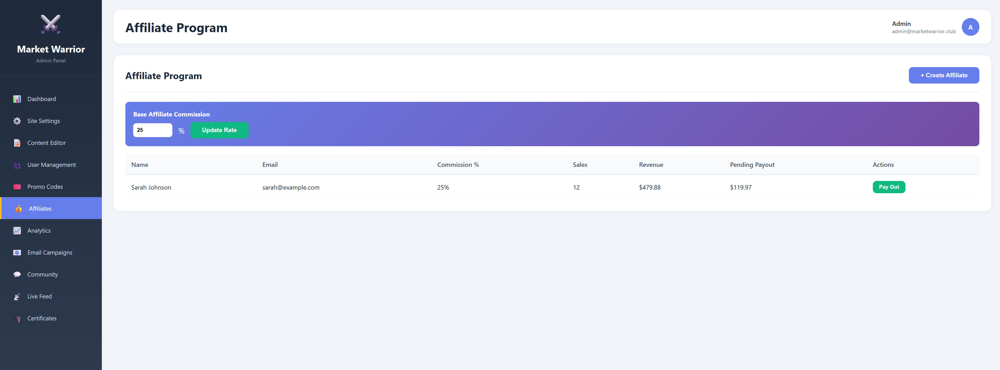 Market Warrior
Admin Panel
Dashboard
Site Settings
Content Editor
User Management
Promo Codes
Affiliates
Analytics
Email Campaigns
Community
Live Feed
Certificates
Affiliate Program
Admin
admin@marketwarrior.club
A
Affiliate Program
+ Create Affiliate
Base Affiliate Commission
25 % Update Rate
Name Email Commission % Sales Revenue Pending Payout Actions
Sarah Johnson sarah@example.com 25% 12 $479.88 $119.97 Pay Out